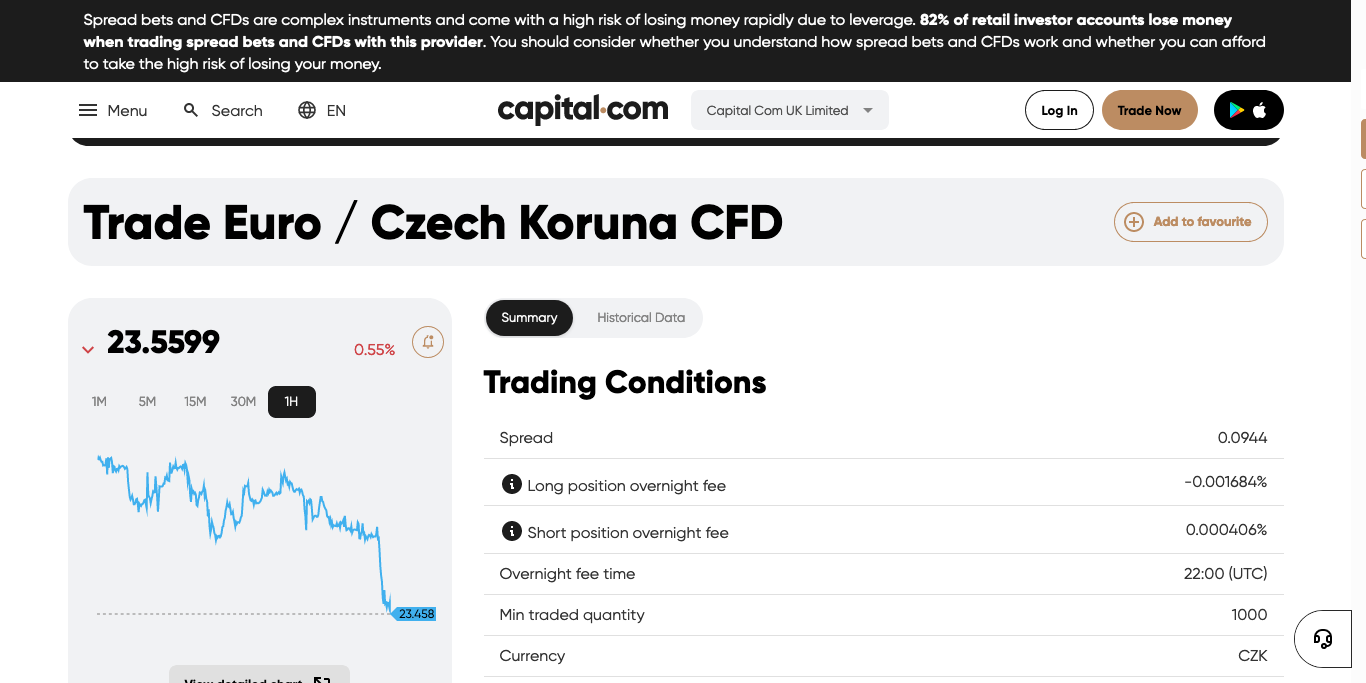 Spread bets and CFDs are complex instruments and come with a high risk of losing money rapidly due to leverage. 82% of retail investor accounts lose money
when trading spread bets and CFDs with this provider. You should consider whether you understand how spread bets and CFDs work and whether you can afford
to take the high risk of losing your money.
Menu Search EN capital.com Capital Com UK Limited Log In Trade Now
Trade Euro / Czech Koruna CFD Add to favourite
23.5599 0.55%
1M 5M 15M 30M 1H
23.458
View detailed chart
Summary Historical Data
Trading Conditions
Spread 0.0944
Long position overnight fee -0.001684%
Short position overnight fee 0.000406%
Overnight fee time 22:00 (UTC)
Min traded quantity 1000
Currency CZK